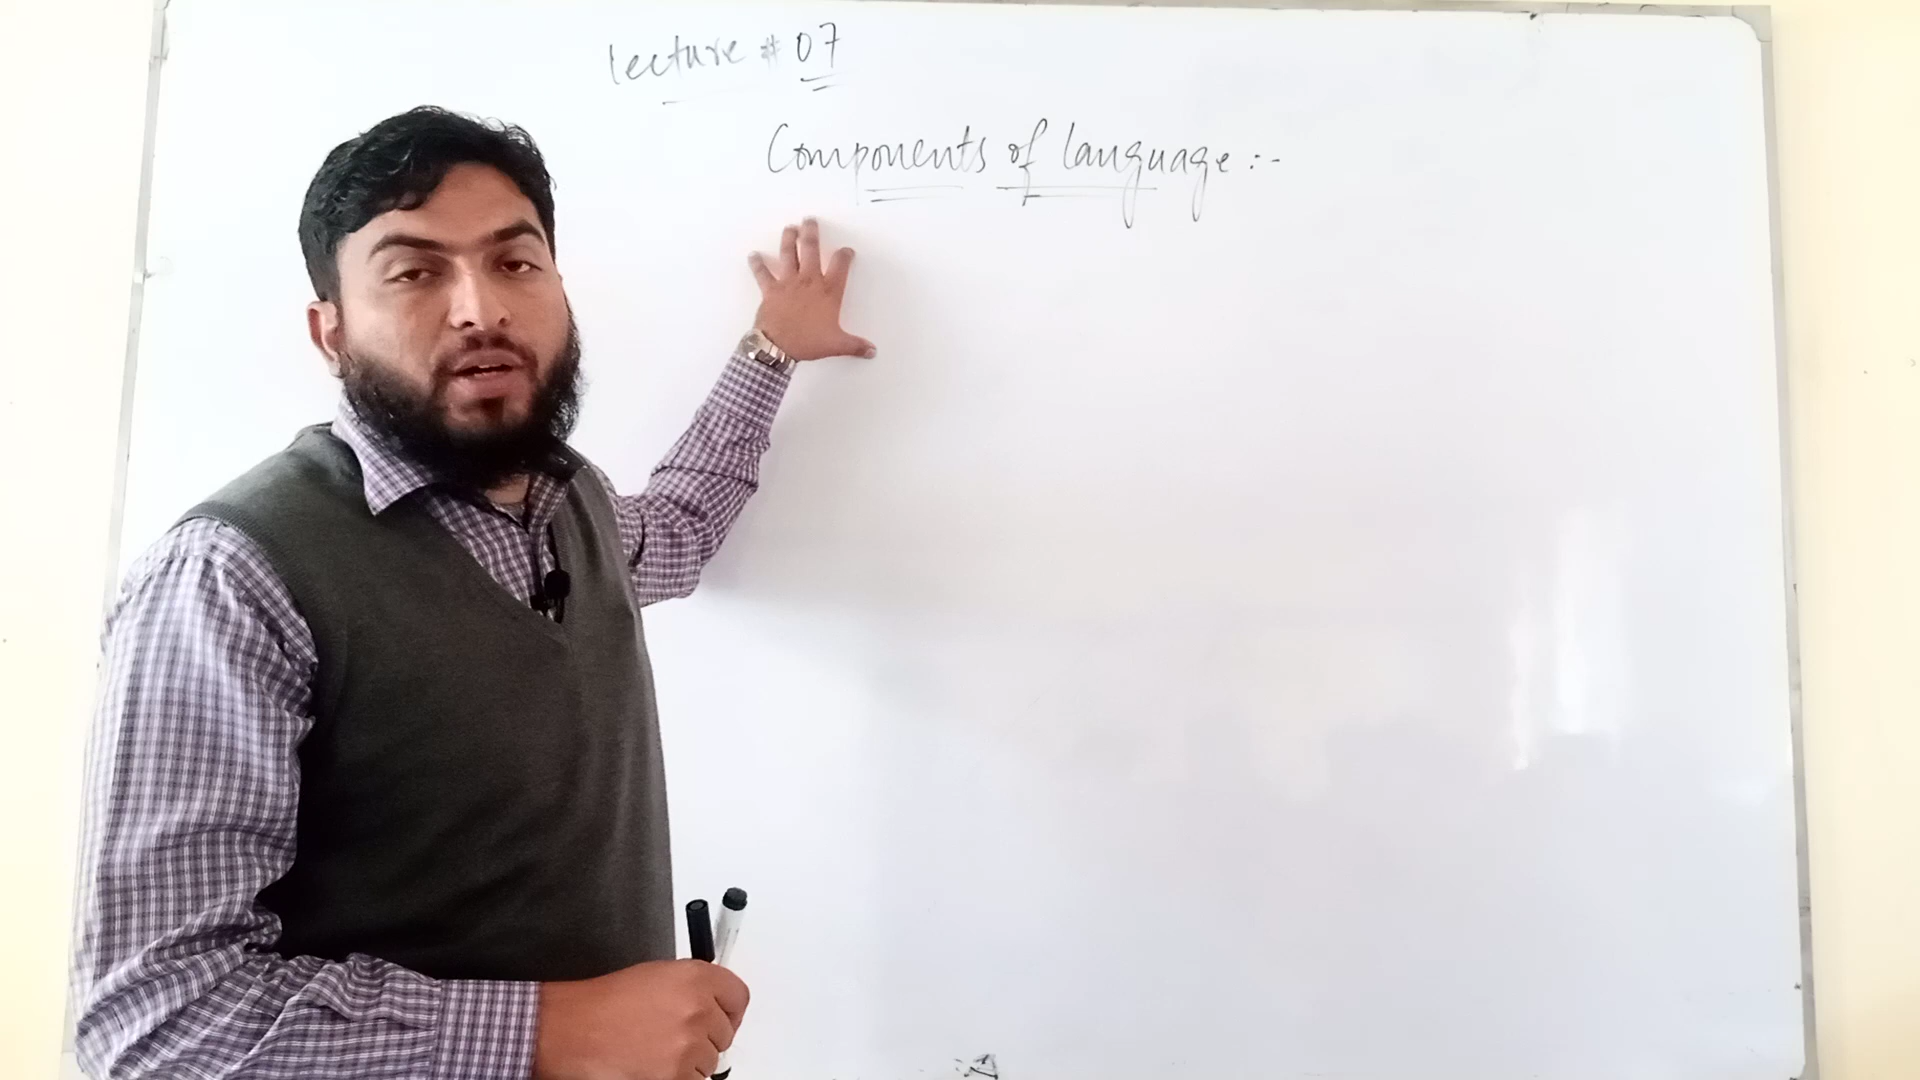 lecture # 07
Components of language :-